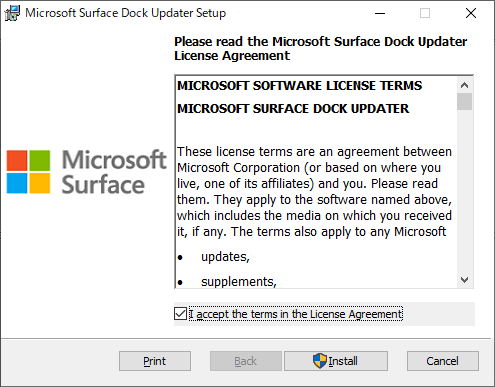 Microsoft Surface Dock Updater Setup
Please read the Microsoft Surface Dock Updater
License Agreement
MICROSOFT SOFTWARE LICENSE TERMS
MICROSOFT SURFACE DOCK UPDATER
Microsoft
Surface
These license terms are an agreement between
Microsoft Corporation (or based on where you
live, one of its affiliates) and you. Please read
them. They apply to the software named above,
which includes the media on which you received
it, if any. The terms also apply to any Microsoft
• updates,
• supplements,
I accept the terms in the License Agreement
Print
Back
Install
Cancel